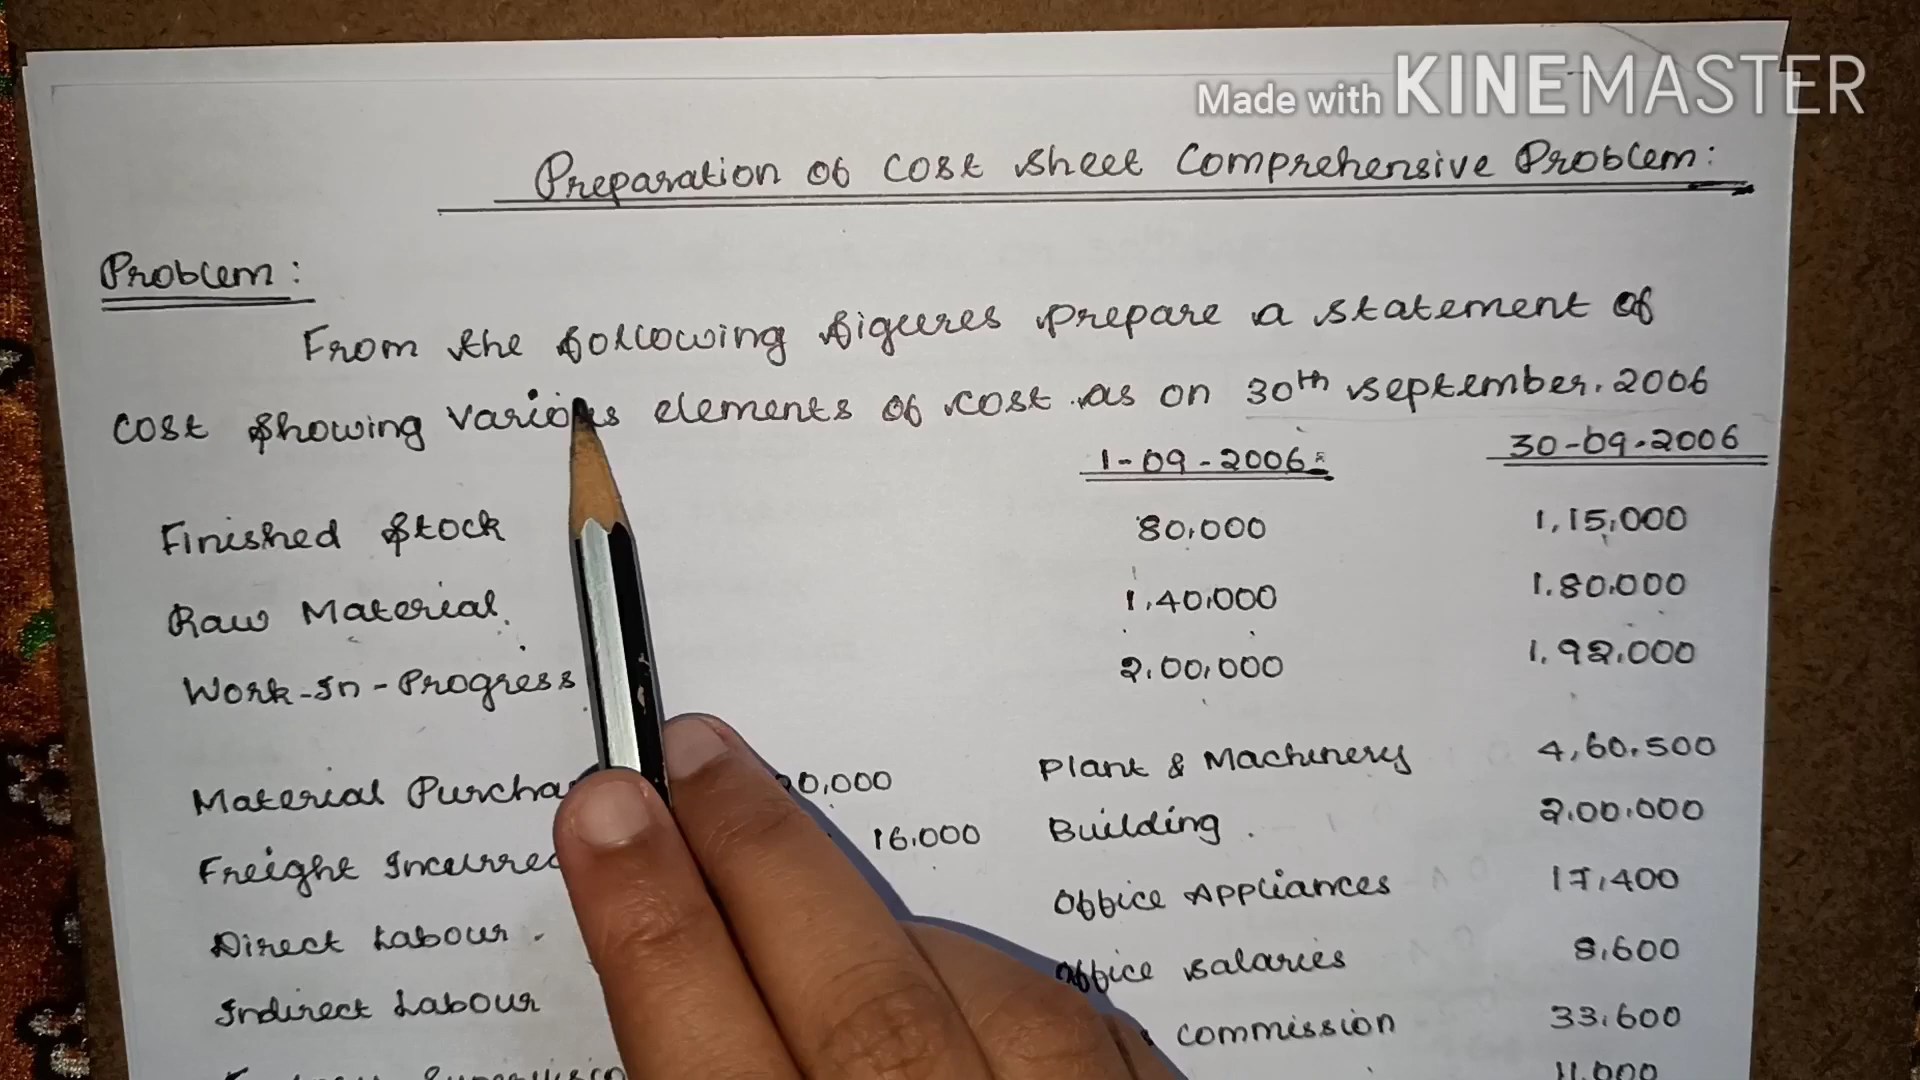 Made with KINEMASTER
Preparation of Cost Sheet Comprehensive Problem:
Problem:
From the following figures prepare a statement of
cost showing various elements of cost as on 30th September. 2006
1-09-2006 30-09-2006
Finished Stock 80,000 1,15,000
Raw Material 1,40,000 1,80,000
Work-In-Progress 2,00,000 1,92,000
Material 0,000 Plant & Machinery 4,60,500
Freight 16,000 Building 2,00,000
Direct Labour Office Appliances 17,400
Indirect Labour Office Salaries 8,600
Commission 33,600
11,000